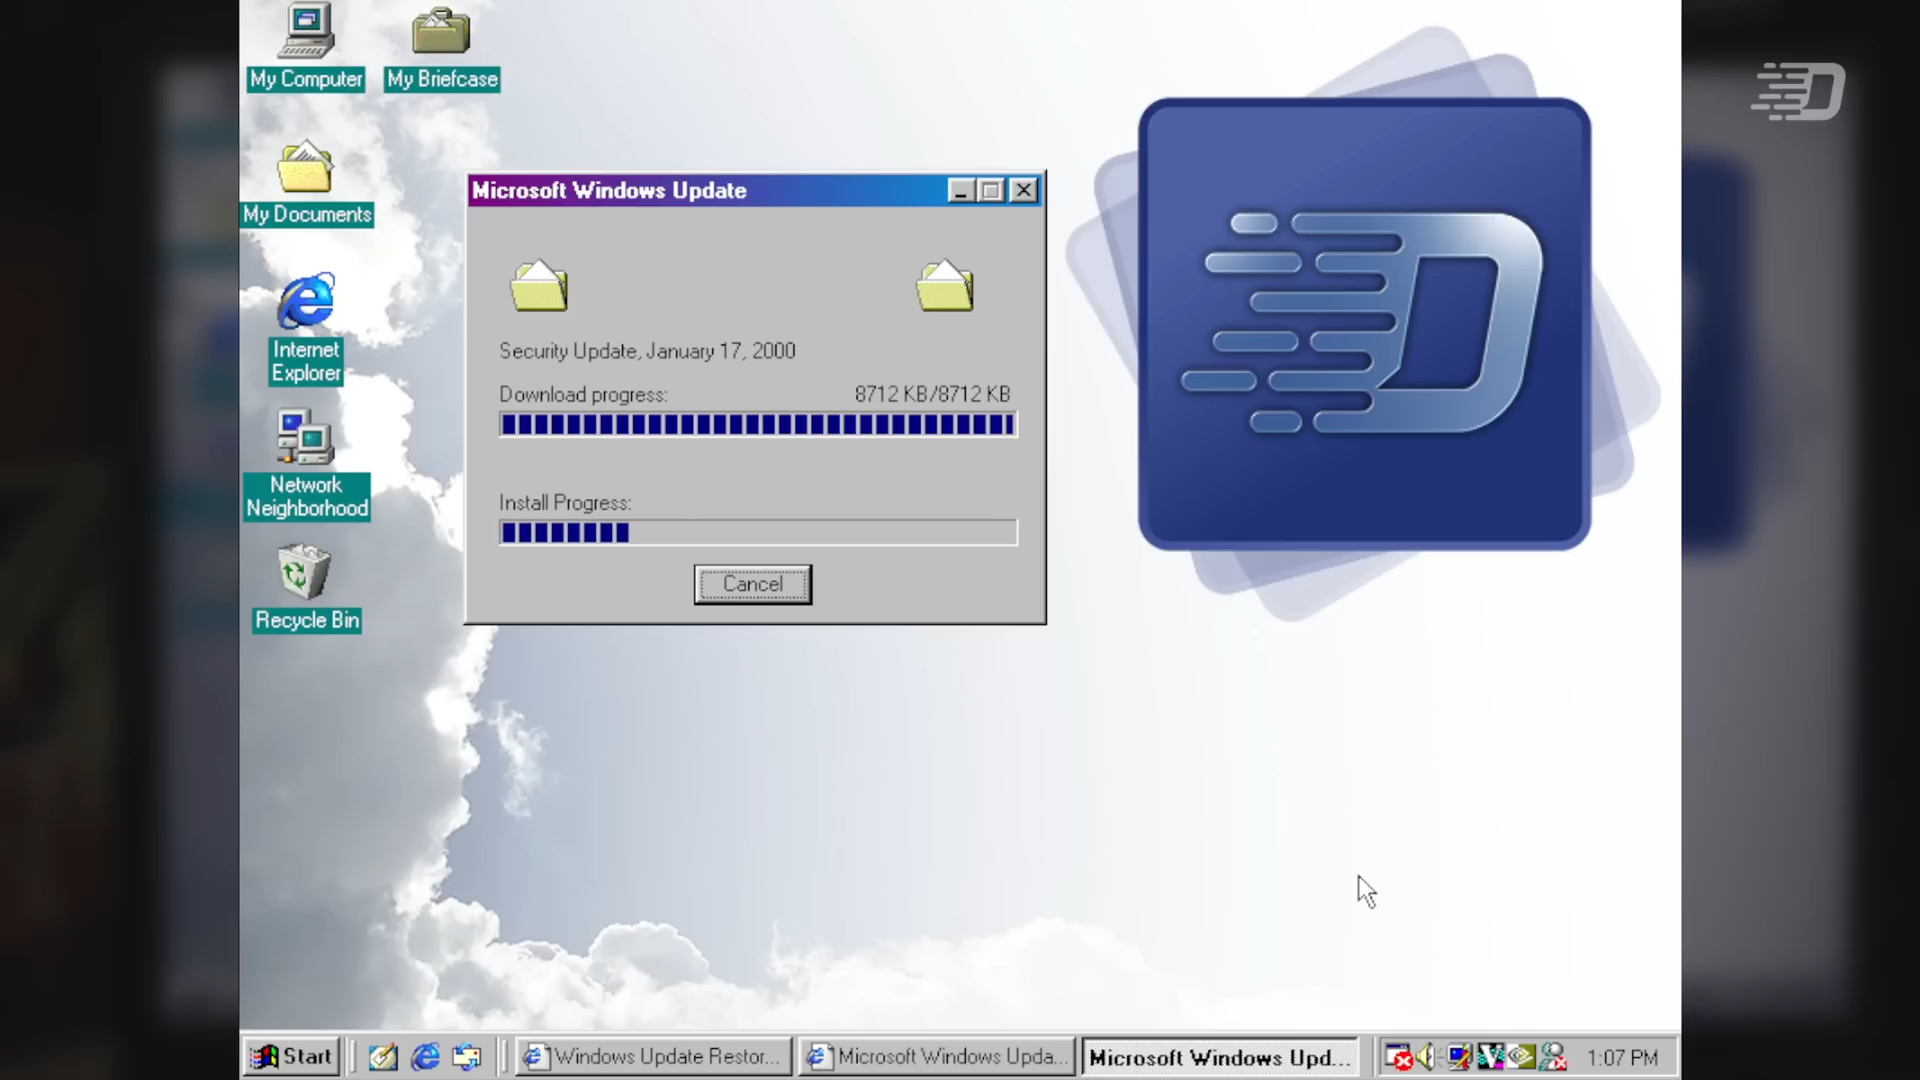 My Computer
My Briefcase
My Documents
Internet
Explorer
Network
Neighborhood
Recycle Bin
Microsoft Windows Update
Security Update, January 17, 2000
Download progress: 8712 KB/8712 KB
Install Progress:
Cancel
D
D
Start
Windows Update Restor...
Microsoft Windows Upda...
Microsoft Windows Upd...
1:07 PM